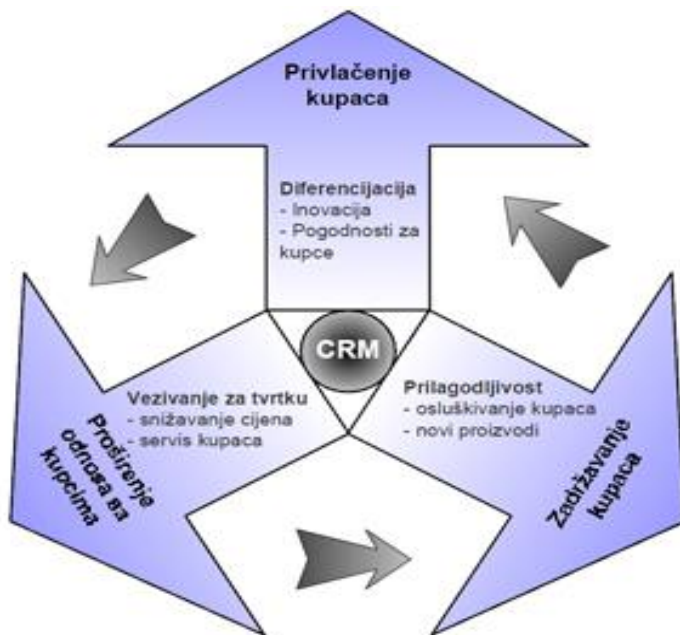 Privlačenje
kupaca
Diferencijacija
- Inovacija
- Pogodnosti za
kupce
CRM
Vezivanje za tvrtku
- snižavanje cijena
- servis kupaca
Prilagodljivost
- osluškivanje kupaca
- novi proizvodi
Proširenje
odnosa sa
kupcima
Zadržavanje
kupaca